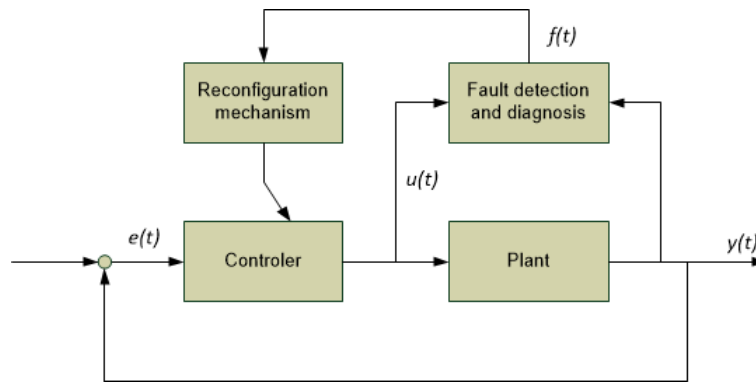 f(t)
Reconfiguration
mechanism
Fault detection
and diagnosis
u(t)
e(t)
Controler
Plant
y(t)